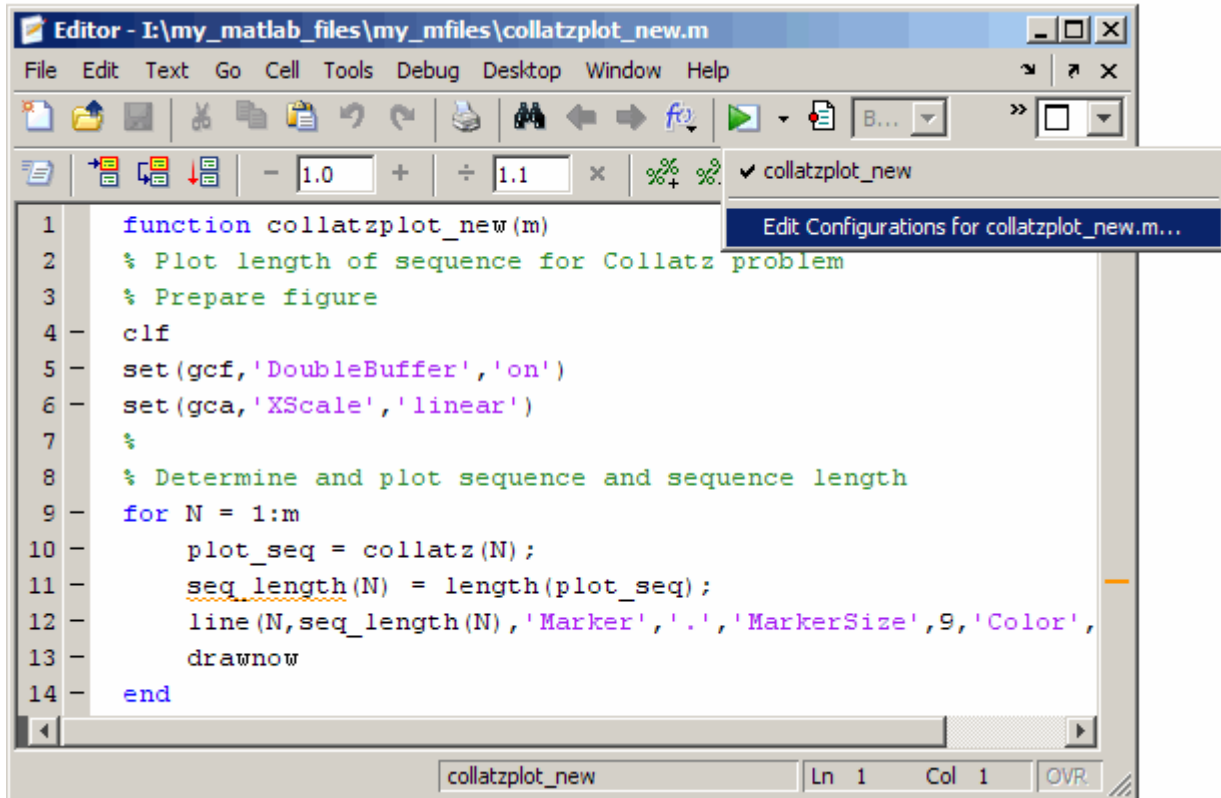 Editor - I:\my_matlab_files\my_mfiles\collatzplot_new.m
File Edit Text Go Cell Tools Debug Desktop Window Help
B...
1.0 1.1
collatzplot_new
Edit Configurations for collatzplot_new.m...
1 function collatzplot_new(m)
2 % Plot length of sequence for Collatz problem
3 % Prepare figure
4 - clf
5 - set(gcf,'DoubleBuffer','on')
6 - set(gca,'XScale','linear')
7 %
8 % Determine and plot sequence and sequence length
9 - for N = 1:m
10 - plot_seq = collatz(N);
11 - seq_length(N) = length(plot_seq);
12 - line(N,seq_length(N),'Marker','.','MarkerSize',9,'Color',
13 - drawnow
14 - end
collatzplot_new Ln 1 Col 1 OVR